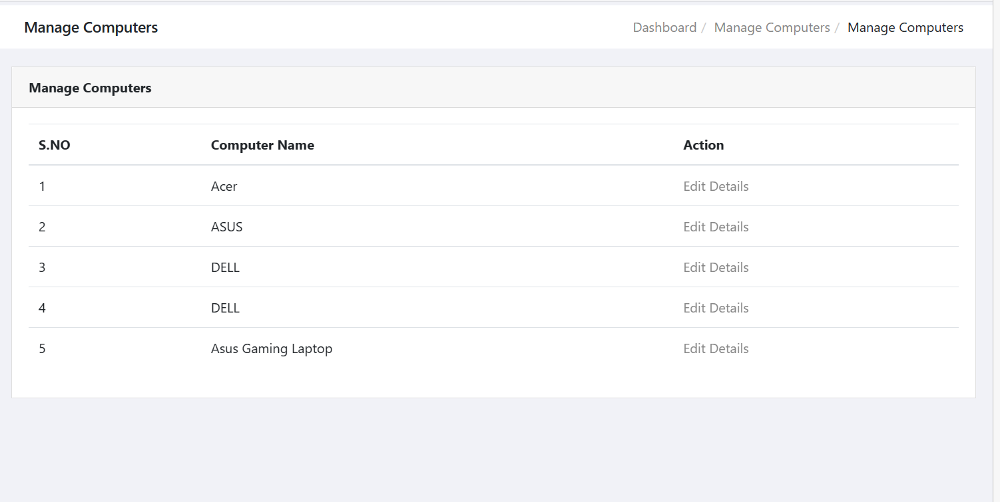 Manage Computers
Dashboard / Manage Computers / Manage Computers
Manage Computers
S.NO Computer Name Action
1 Acer Edit Details
2 ASUS Edit Details
3 DELL Edit Details
4 DELL Edit Details
5 Asus Gaming Laptop Edit Details